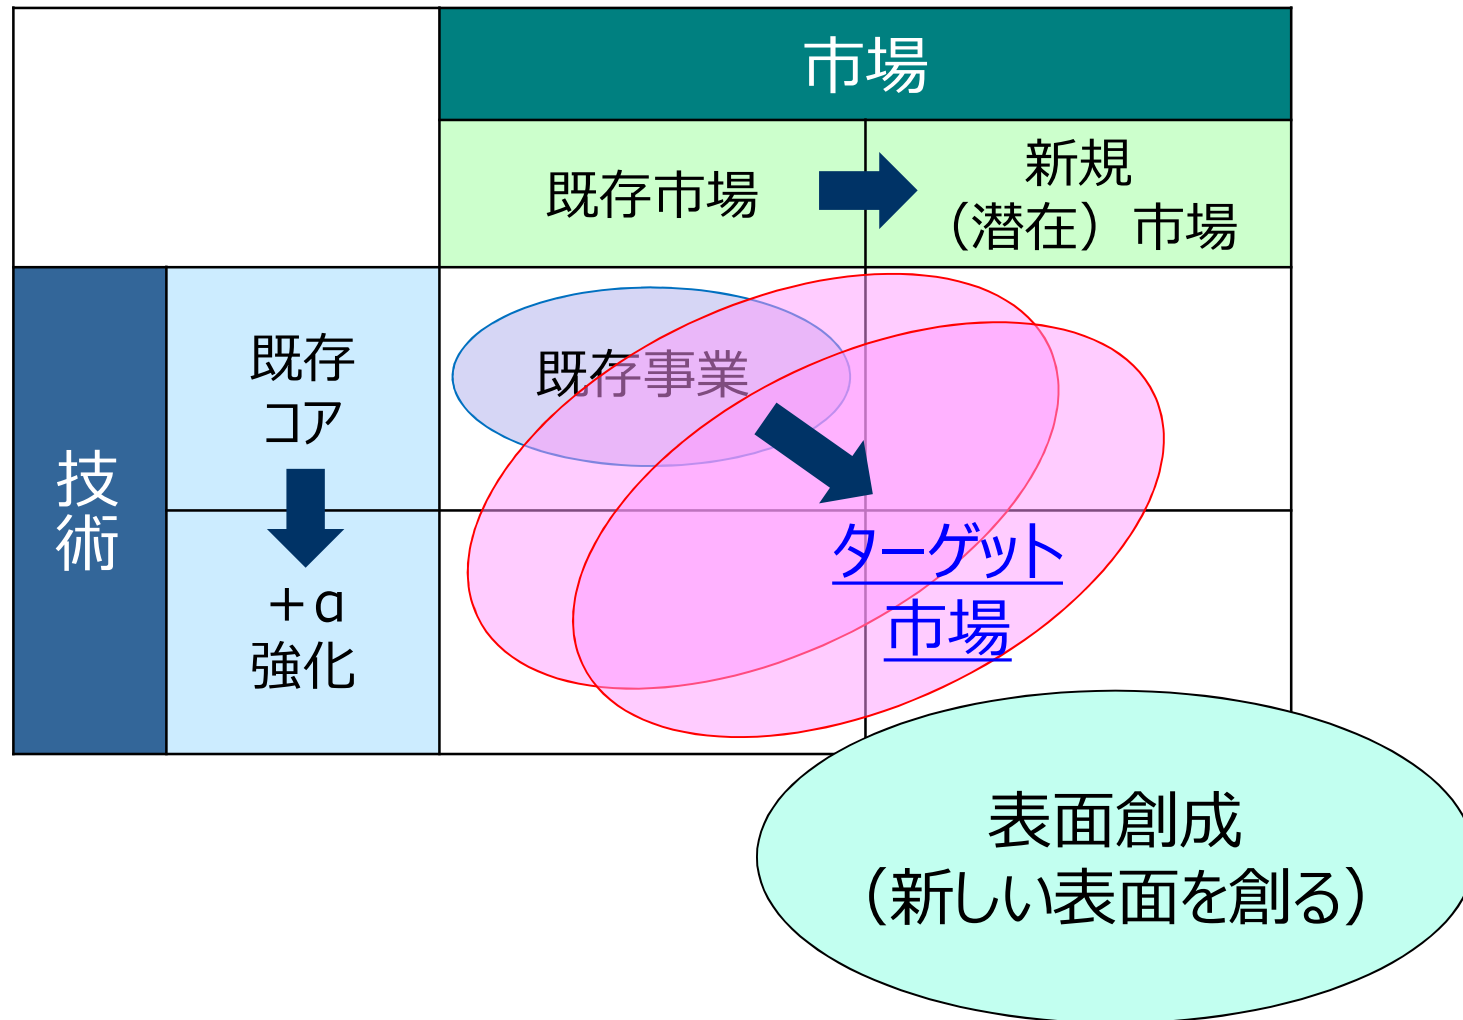 市場
既存市場
新規
（潜在）市場
技術
既存
コア
＋α
強化
既存事業
ターゲット
市場
表面創成
（新しい表面を創る）